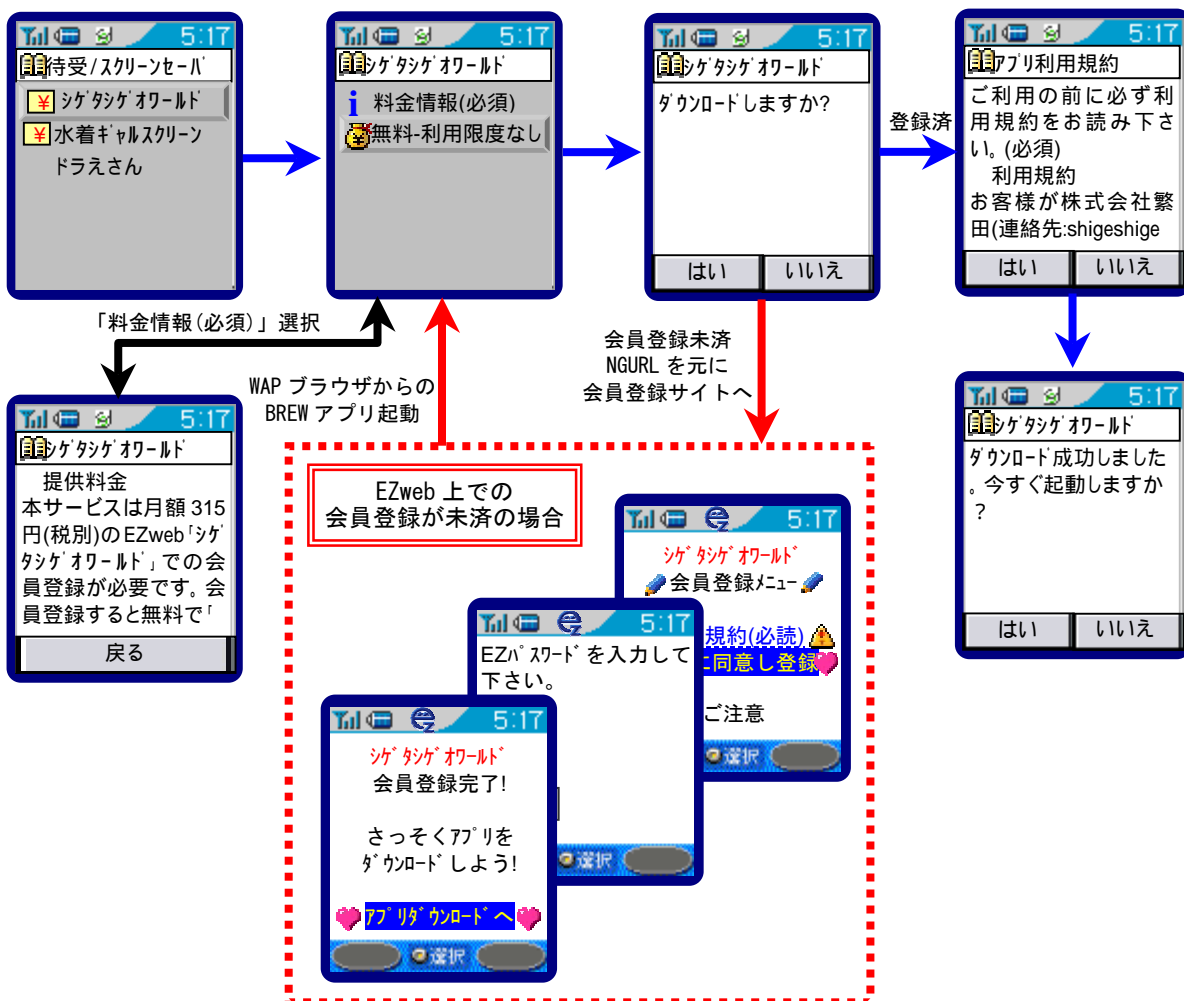 5:17
待受/スクリーンセーバ
¥ シゲタシゲオワールド
¥ 水着ギャルスクリーン
ドラえさん
5:17
シゲタシゲオワールド
i 料金情報(必須)
¥ 無料-利用限度なし
5:17
シゲタシゲオワールド
ダウンロードしますか?
はい いいえ
登録済
5:17
アプリ利用規約
ご利用の前に必ず利
用規約をお読み下さ
い。(必須)
利用規約
お客様が株式会社繁
田(連絡先:shigeshige
はい いいえ
「料金情報(必須)」選択
5:17
シゲタシゲオワールド
提供料金
本サービスは月額 315
円(税別)のEZweb「シゲ
タシゲオワールド」での会
員登録が必要です。会
員登録すると無料で「
戻る
WAP ブラウザからの
BREW アプリ起動
会員登録未済
NGURL を元に
会員登録サイトへ
5:17
シゲタシゲオワールド
ダウンロード成功しました
。今すぐ起動しますか
?
はい いいえ
EZweb 上での
会員登録が未済の場合
5:17
シゲタシゲオワールド
会員登録メニュー
規約(必読)
に同意し登録
ご注意
選択
5:17
EZパスワードを入力して
下さい。
選択
5:17
シゲタシゲオワールド
会員登録完了!
さっそくアプリを
ダウンロードしよう!
アプリダウンロードへ
選択